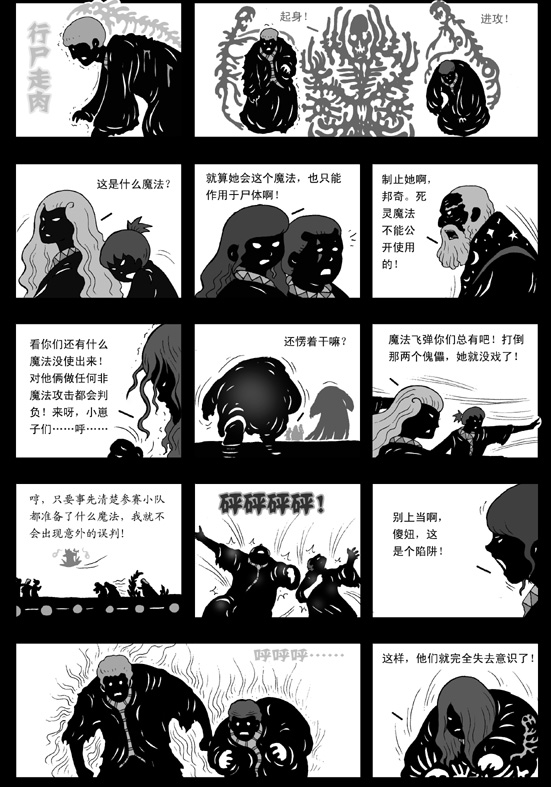 行尸走肉
起身！
进攻！
这是什么魔法？
就算她会这个魔法，也只能
作用于尸体啊！
制止她啊，
邦奇。死
灵魔法
不能公
开使用
的！
看你们还有什么
魔法没使出来！
对他俩做任何非
魔法攻击都会判
负！来呀，小崽
子们……呼……
还愣着干嘛？
魔法飞弹你们总有吧！打倒
那两个傀儡，她就没戏了！
哼，只要事先清楚参赛小队
都准备了什么魔法，我就不
会出现意外的误判！
砰砰砰砰！
别上当啊，
傻妞，这
是个陷阱！
呼呼呼……
这样，他们就完全失去意识了！